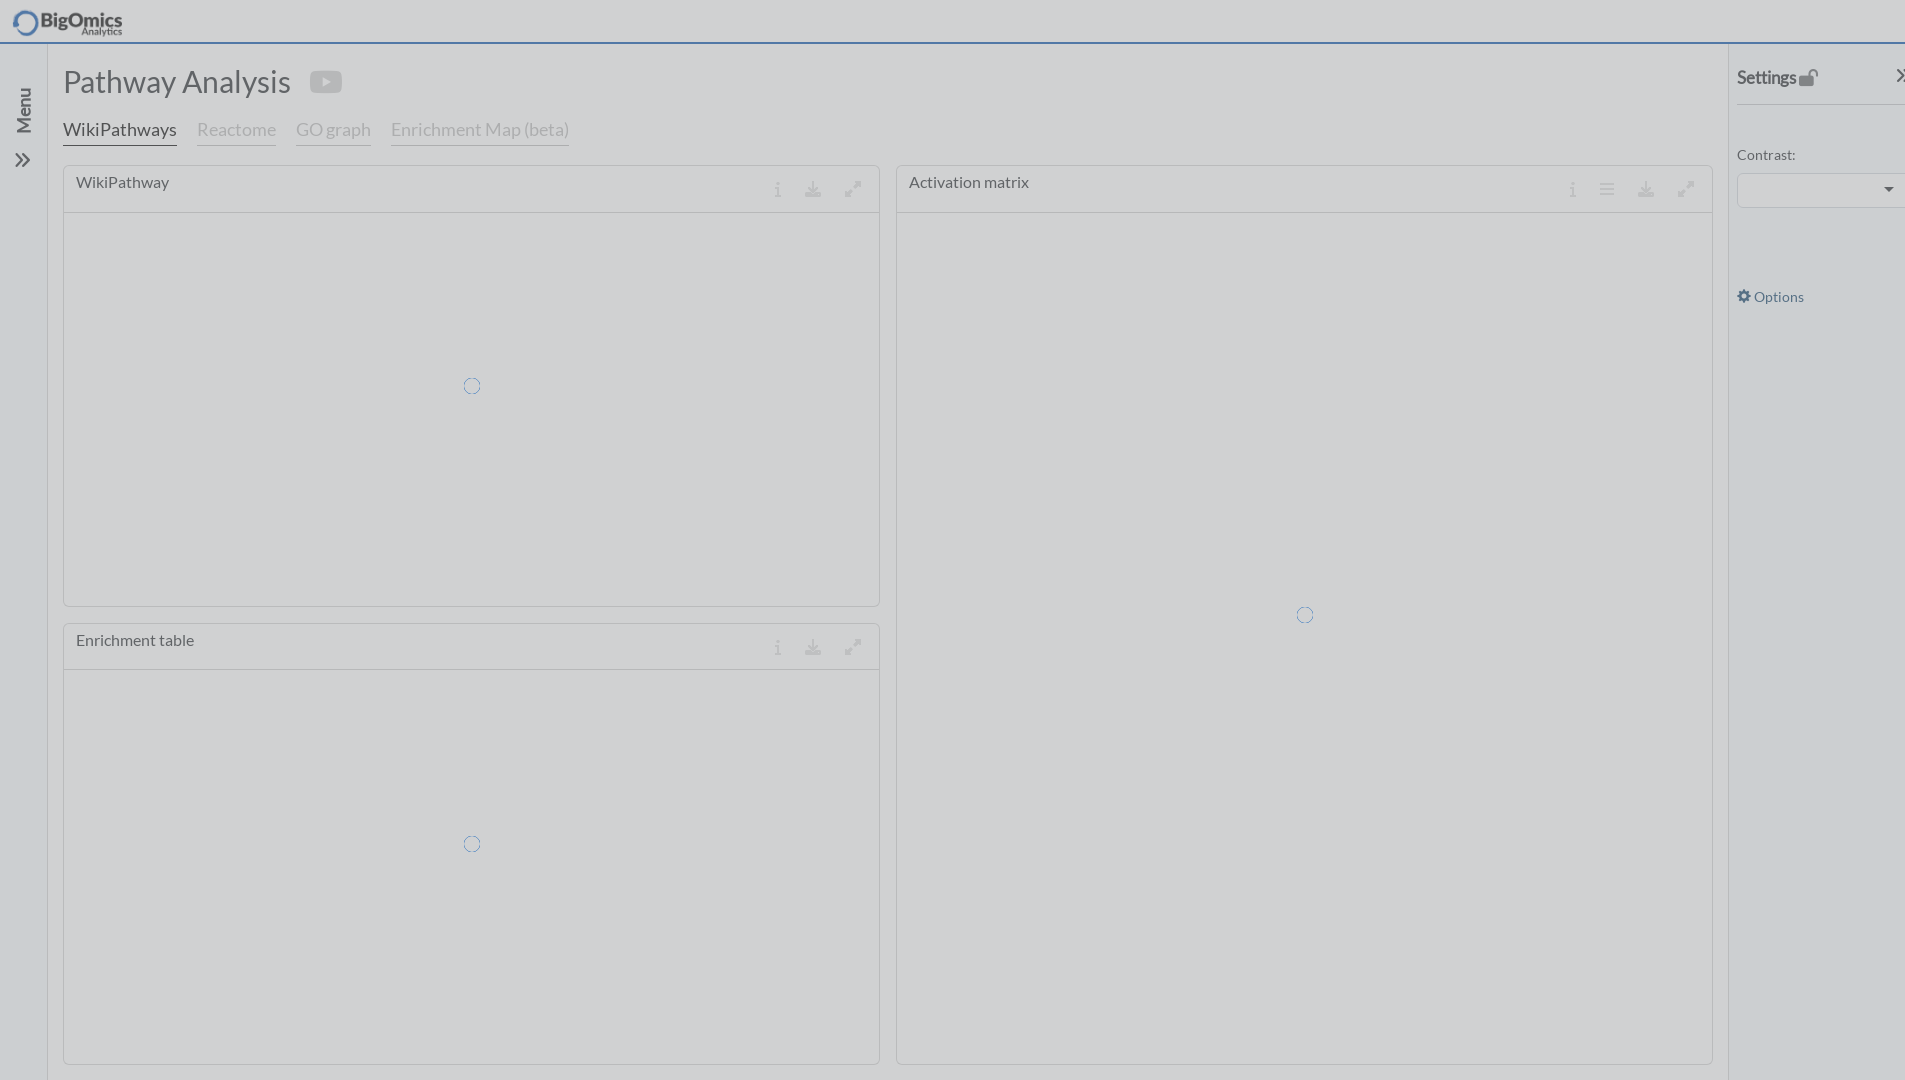 BigOmics
Analytics
Menu
Pathway Analysis
WikiPathways Reactome GO graph Enrichment Map (beta)
WikiPathway
Enrichment table
Activation matrix
Settings
Contrast:
Options